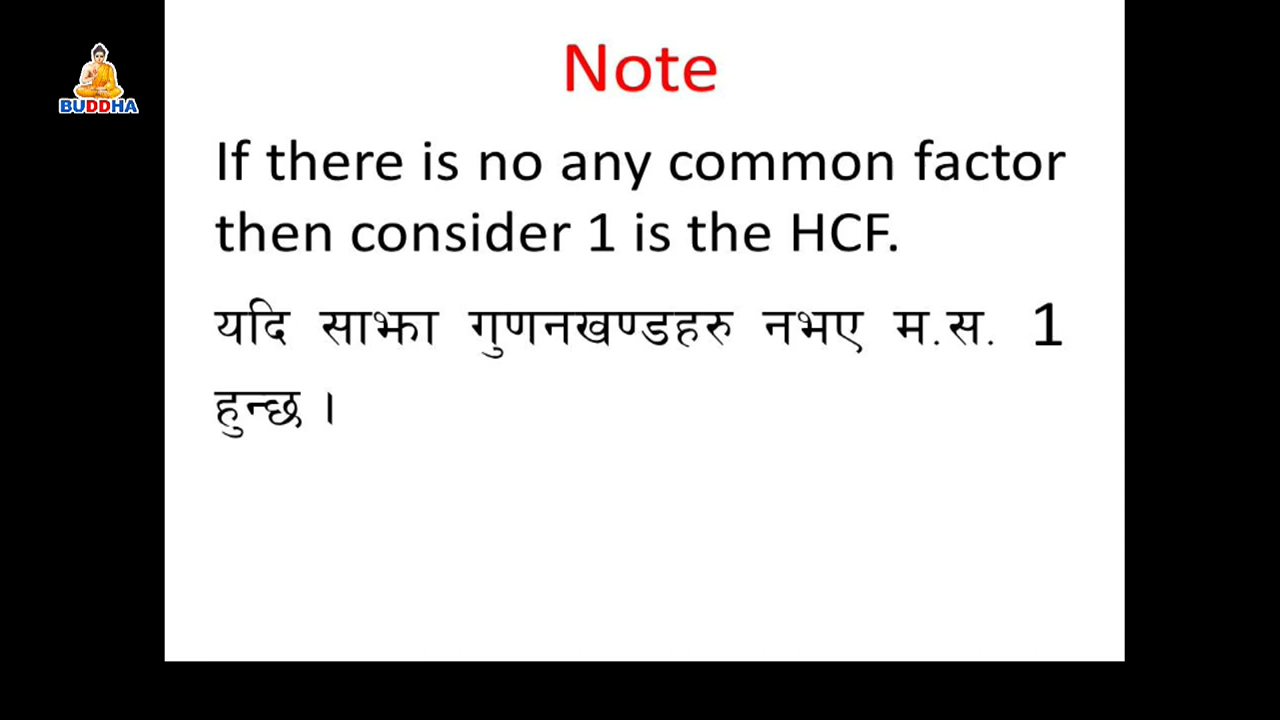 BUDDHA
Note
If there is no any common factor
then consider 1 is the HCF.
यदि साझा गुणनखण्डहरु नभए म.स. 1
हुन्छ ।